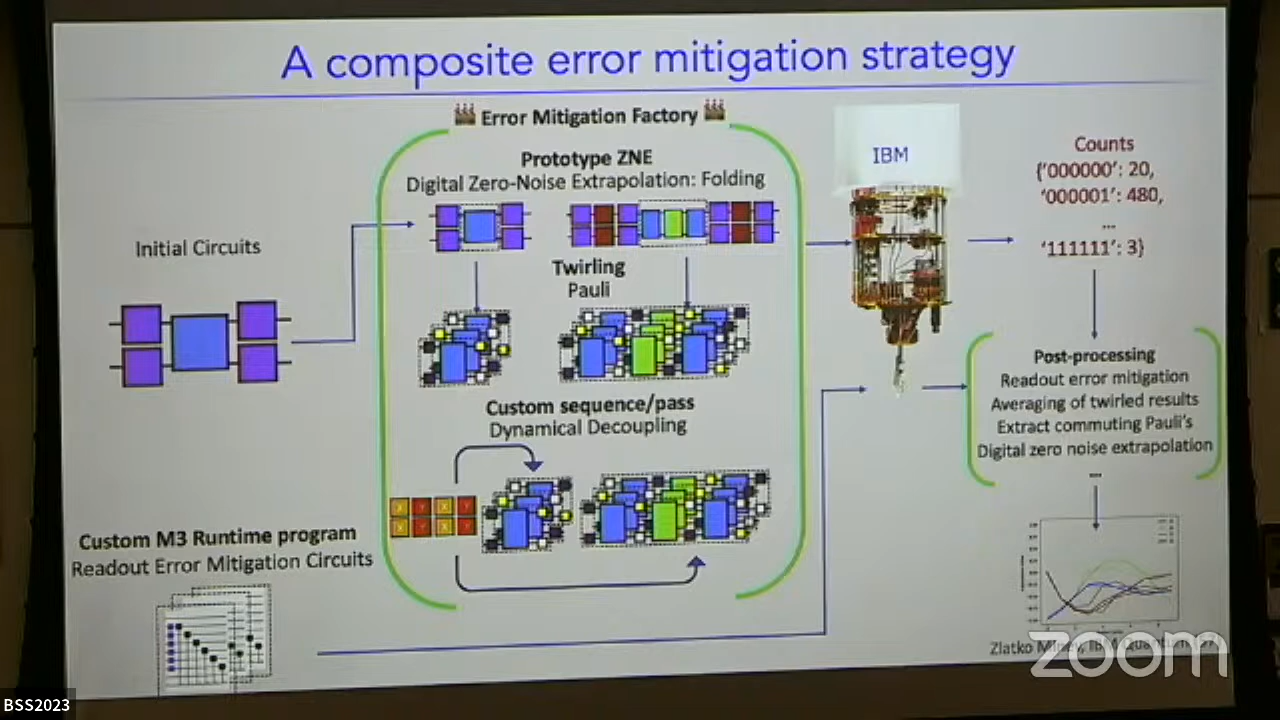 A composite error mitigation strategy
Error Mitigation Factory
Prototype ZNE
Digital Zero-Noise Extrapolation: Folding
Initial Circuits
Twirling
Pauli
Custom sequence/pass
Dynamical Decoupling
X Y X Y
X Y X Y
Custom M3 Runtime program
Readout Error Mitigation Circuits
IBM
Counts
{'000000': 20,
'000001': 480,
...
'111111': 3}
Post-processing
Readout error mitigation
Averaging of twirled results
Extract commuting Pauli's
Digital zero noise extrapolation
...
Zlatko
zoom
BSS2023